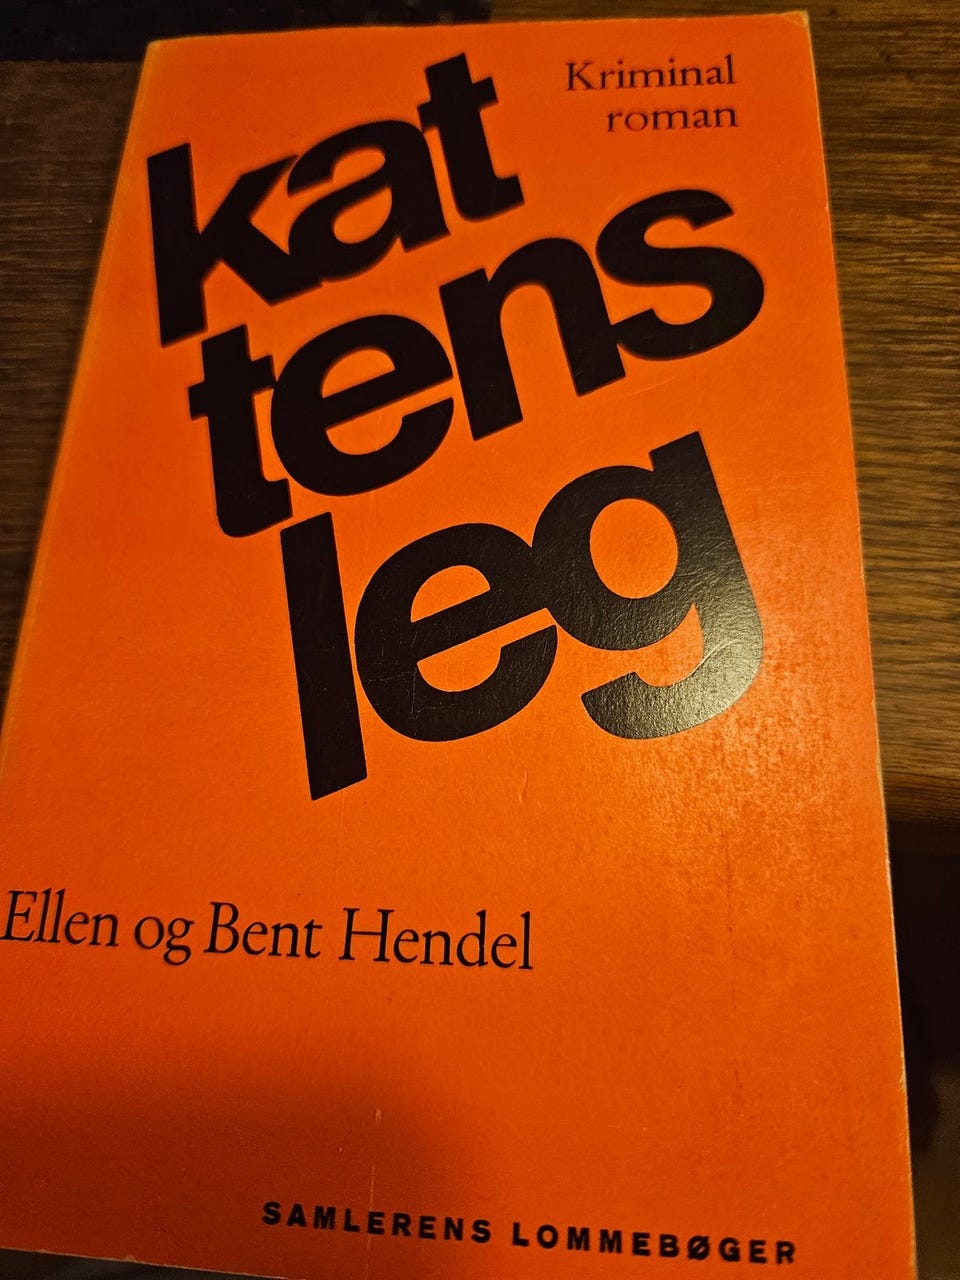 Kriminal
roman
kat
tens
leg
Ellen og Bent Hendel
SAMLERENS LOMMEBØGER